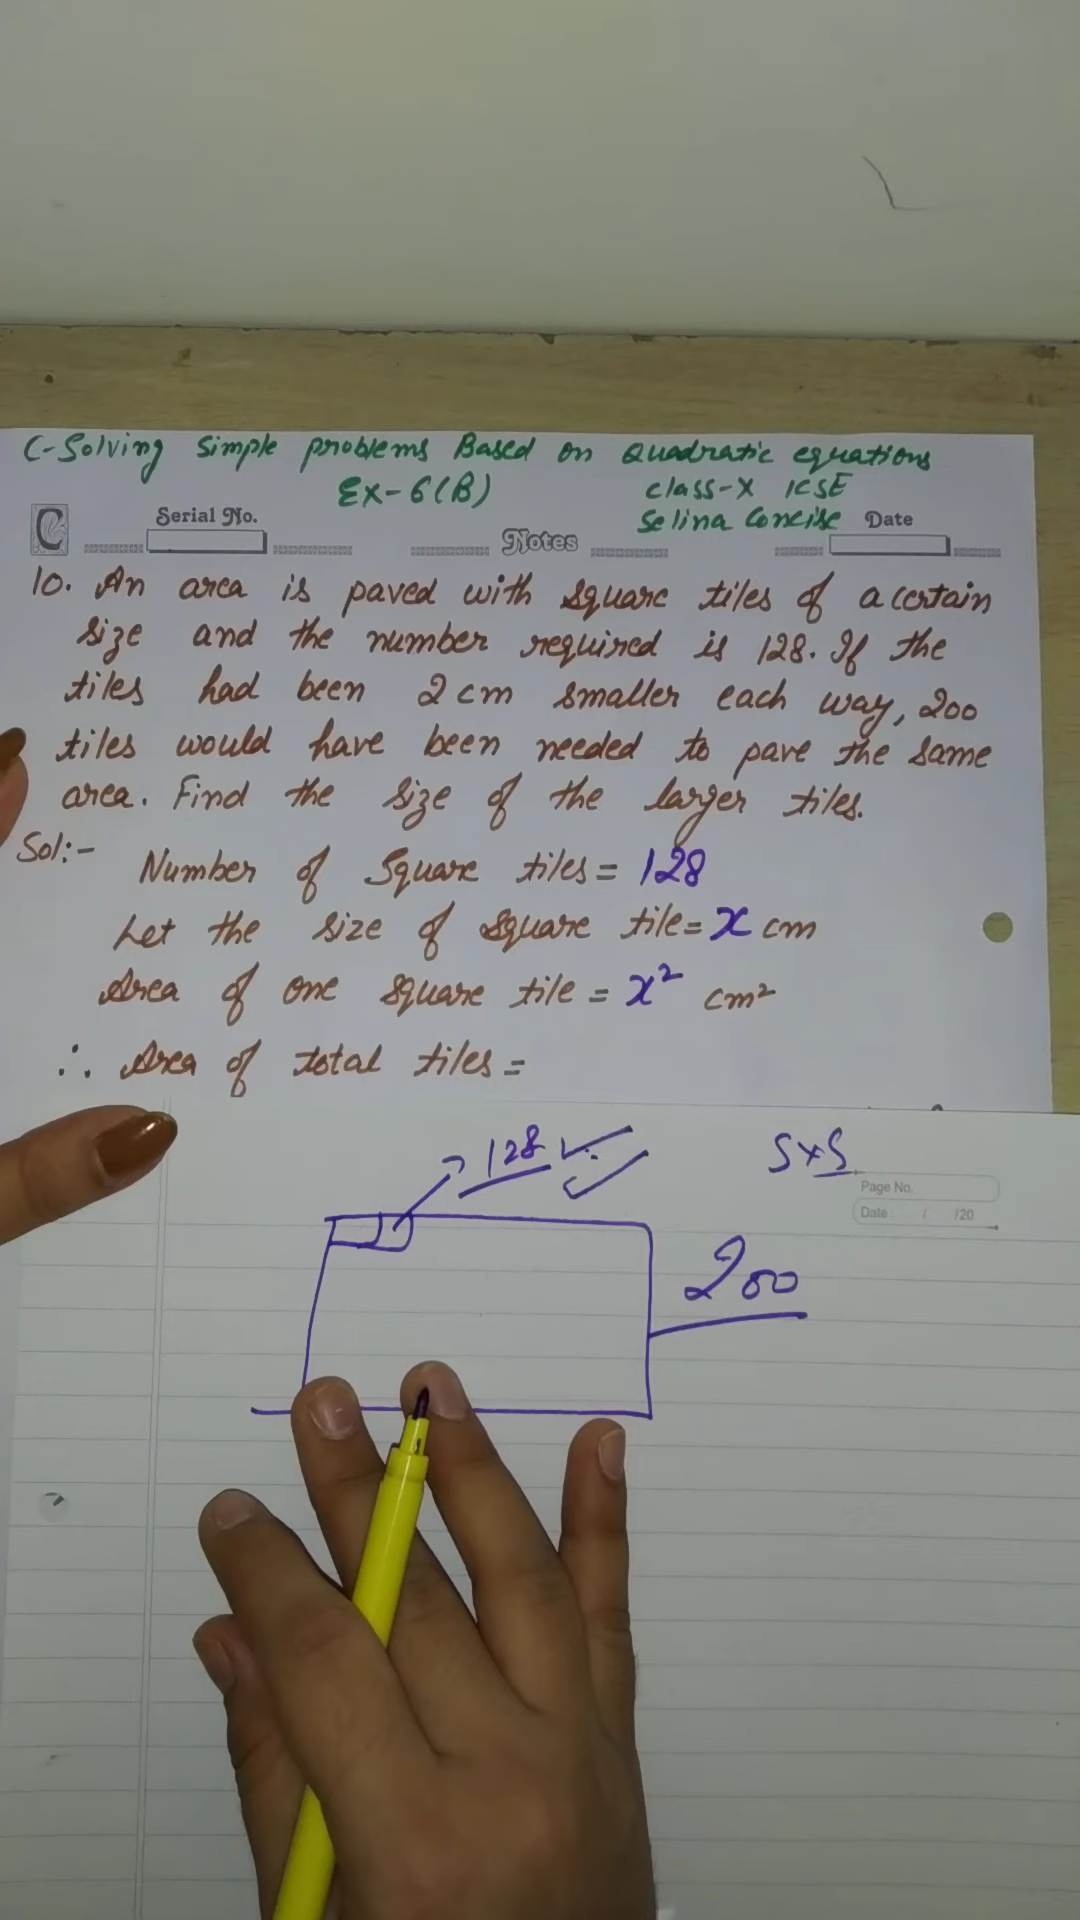 C-Solving Simple problems Based on Quadratic equations
EX-6(B)
Class-X ICSE
Selina Concise
C
Serial No.
Notes
Date
10. An area is paved with square tiles of a certain
size and the number required is 128. If the
tiles had been 2 cm smaller each way, 200
tiles would have been needed to pave the same
area. Find the size of the larger tiles.
Sol:-
Number of Square tiles = 128
Let the size of square tile = x cm
Area of one square tile = x² cm²
∴ Area of total tiles =
128
S×S
Page No.
Date / /20
200